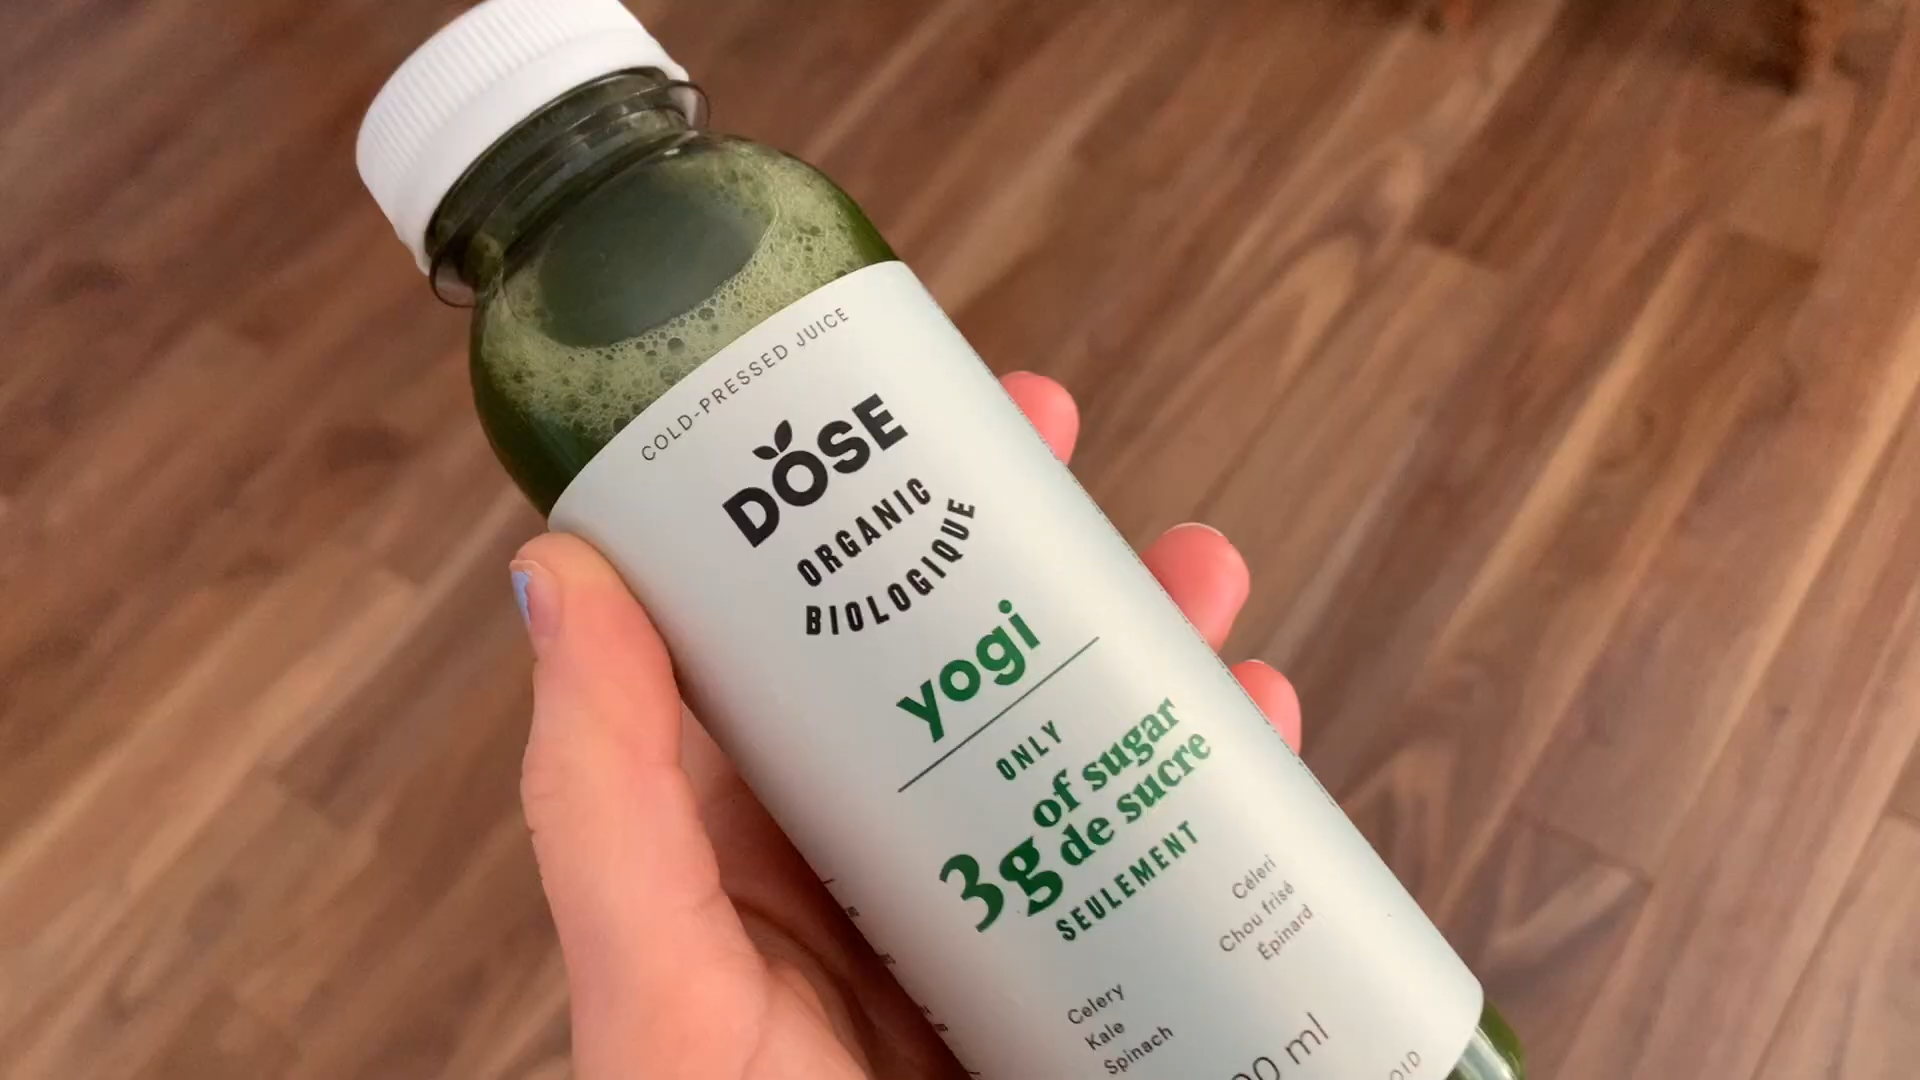 COLD-PRESSED JUICE
DOSE
ORGANIC
BIOLOGIQUE
yogi
ONLY
3g of sugar
de sucre
SEULEMENT
Céleri
Chou frisé
Épinard
Celery
Kale
Spinach
ml